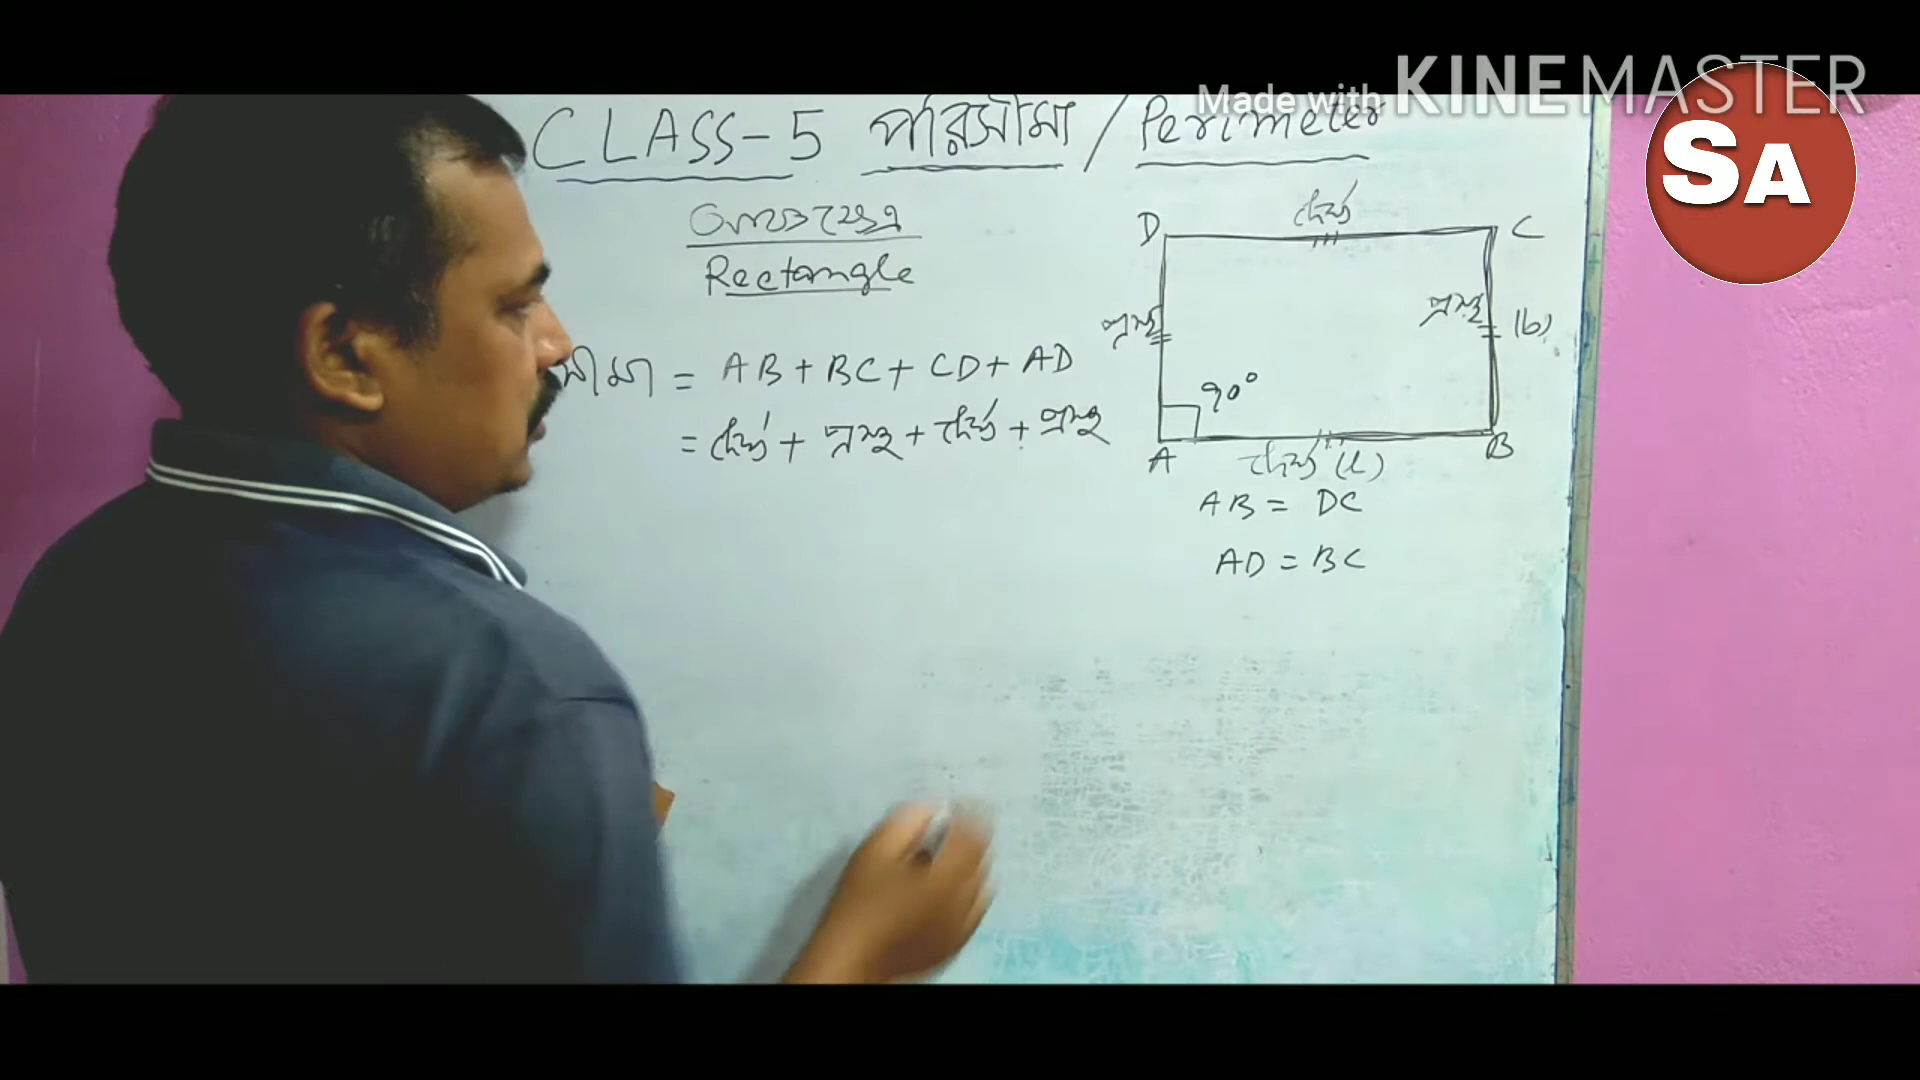 Made with KINEMASTER
SA
CLASS-5 পরিসীমা / Perimeter
আয়তক্ষেত্র
Rectangle
সীমা = AB + BC + CD + AD
= দৈর্ঘ্য + প্রস্থ + দৈর্ঘ্য + প্রস্থ
D দৈর্ঘ্য C
প্রস্থ প্রস্থ (b)
90°
A দৈর্ঘ্য (l) B
AB = DC
AD = BC